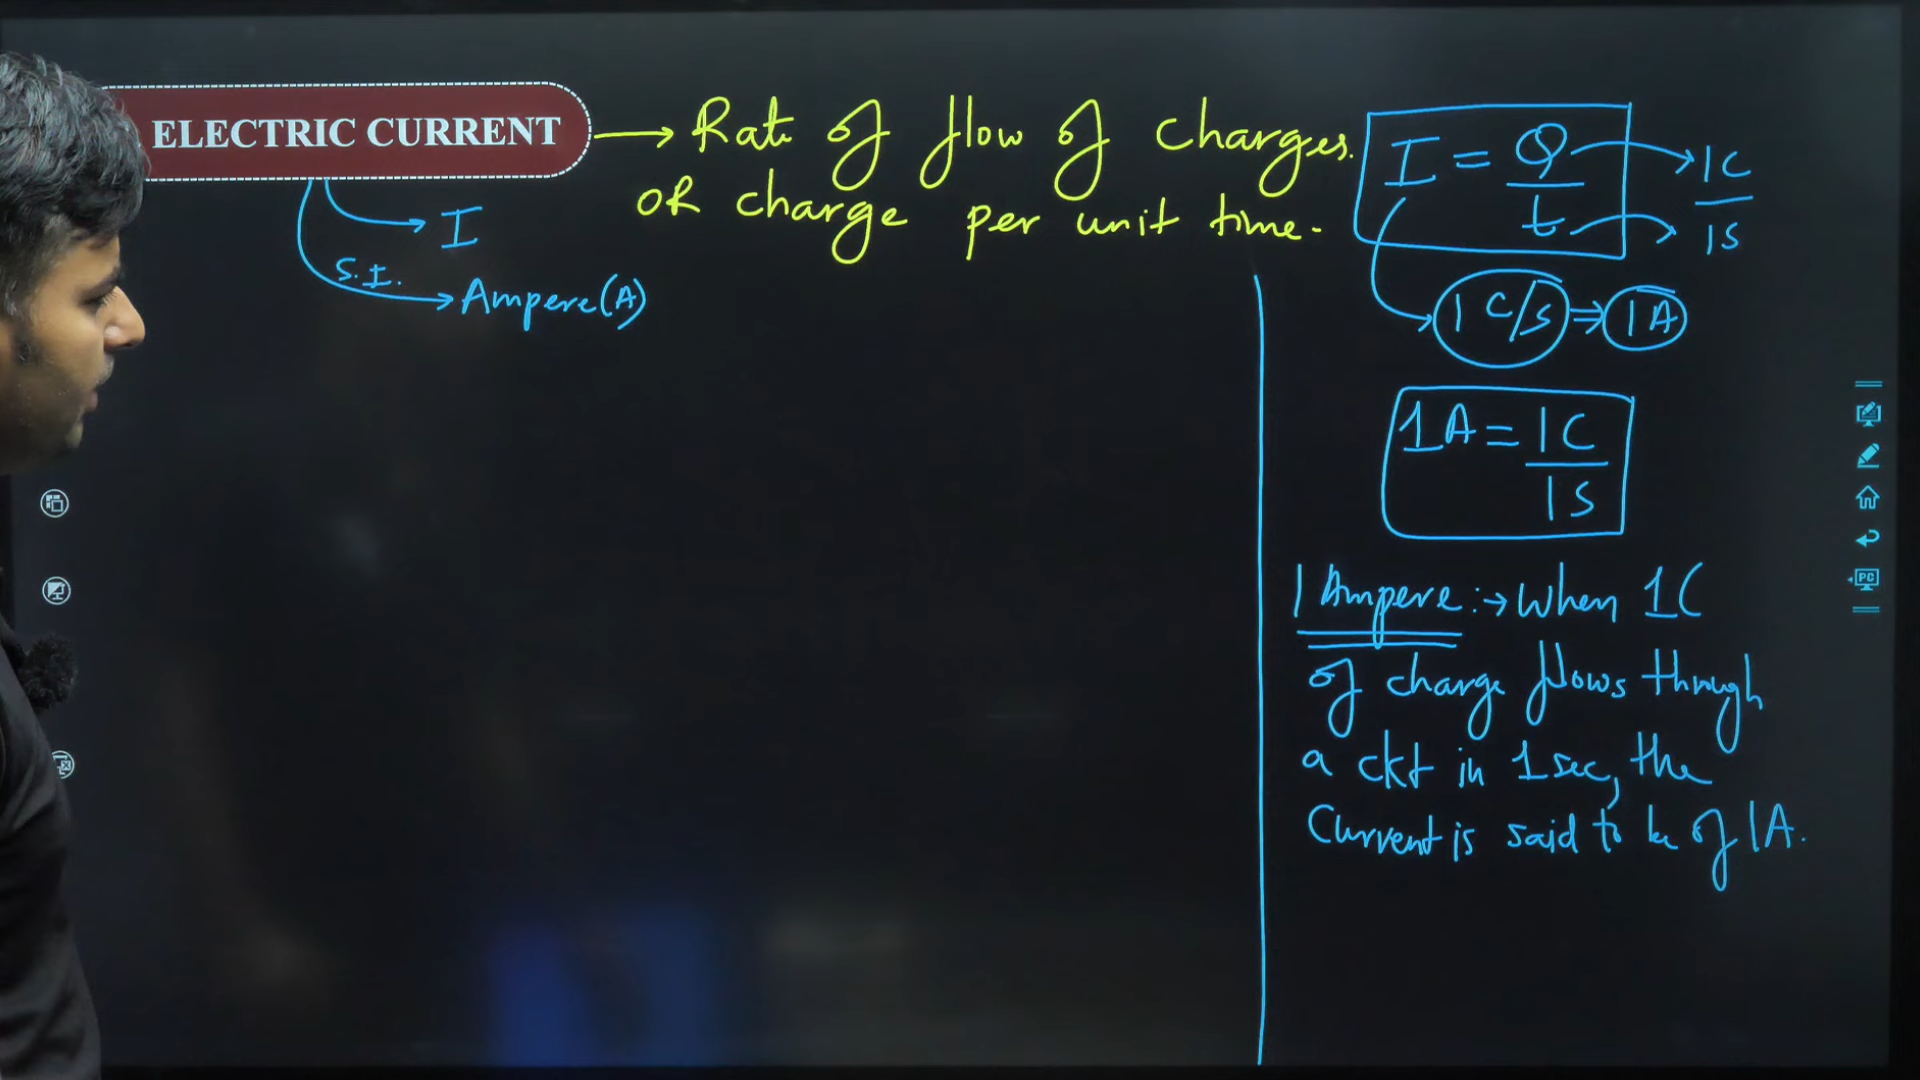 ELECTRIC CURRENT → Rate of flow of charges.
OR charge per unit time.
→ I
S.I. → Ampere(A)
I = Q/t → 1C/1S
1 C/s ⇒ 1A
1A = 1C/1S
1 Ampere :→ When 1C
of charge flows through
a ckt in 1sec, the
Current is said to be of 1A.
PC